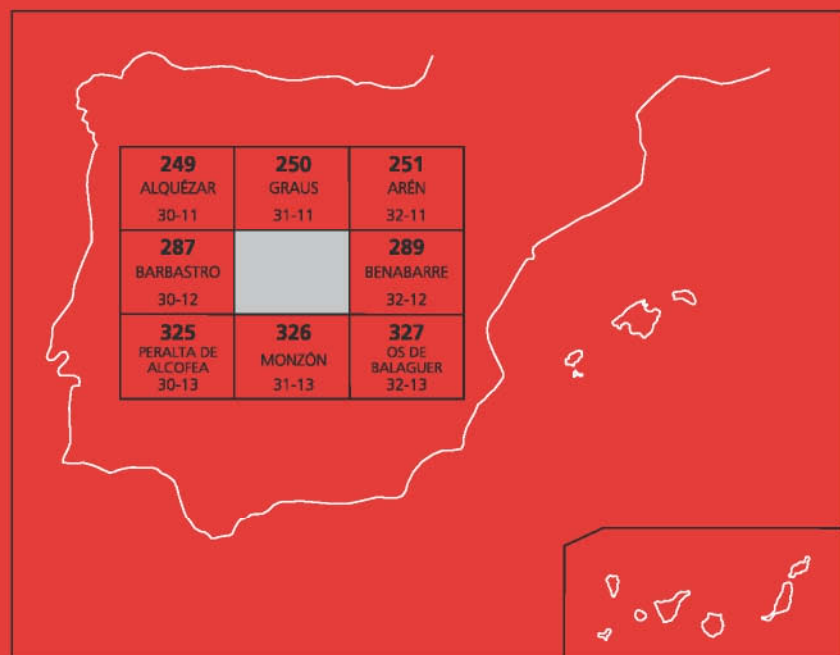 249
ALQUÉZAR
30-11
250
GRAUS
31-11
251
ARÉN
32-11
287
BARBASTRO
30-12
289
BENABARRE
32-12
325
PERALTA DE
ALCOFEA
30-13
326
MONZÓN
31-13
327
OS DE
BALAGUER
32-13